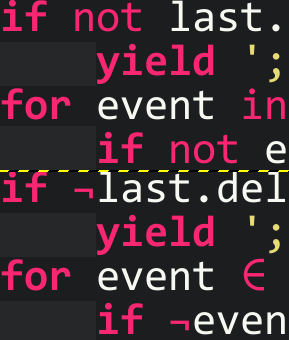 if not last.
yield ';
for event in
if not e
if ¬last.del
yield ';
for event ∈
if ¬even